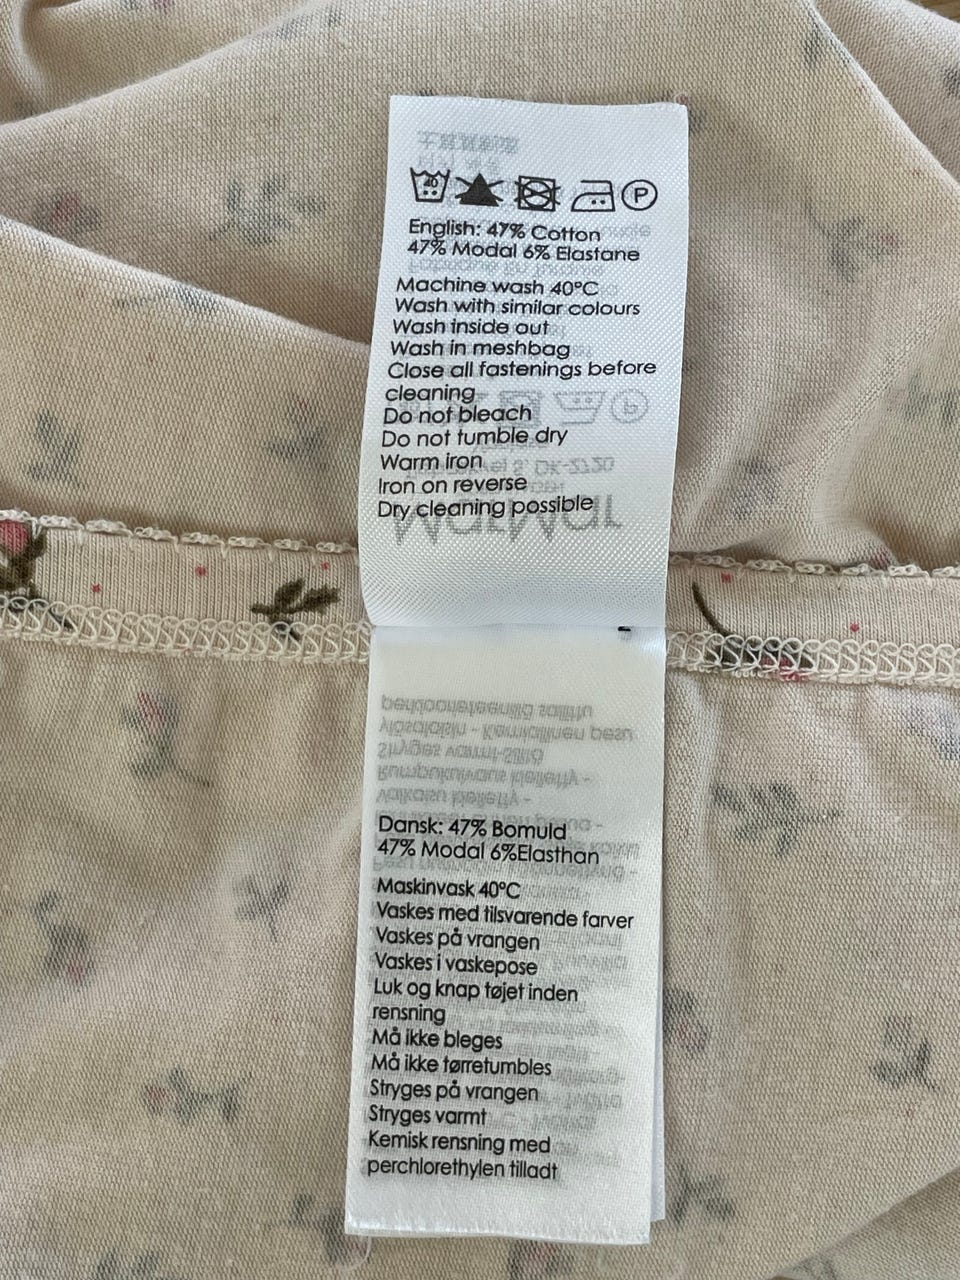 40
P
English: 47% Cotton
47% Modal 6% Elastane
Machine wash 40°C
Wash with similar colours
Wash inside out
Wash in meshbag
Close all fastenings before
cleaning
Do not bleach
Do not tumble dry
Warm iron
Iron on reverse
Dry cleaning possible
MarMar
Dansk: 47% Bomuld
47% Modal 6%Elasthan
Maskinvask 40°C
Vaskes med tilsvarende farver
Vaskes på vrangen
Vaskes i vaskepose
Luk og knap tøjet inden
rensning
Må ikke bleges
Må ikke tørretumbles
Stryges på vrangen
Stryges varmt
Kemisk rensning med
perchlorethylen tilladt